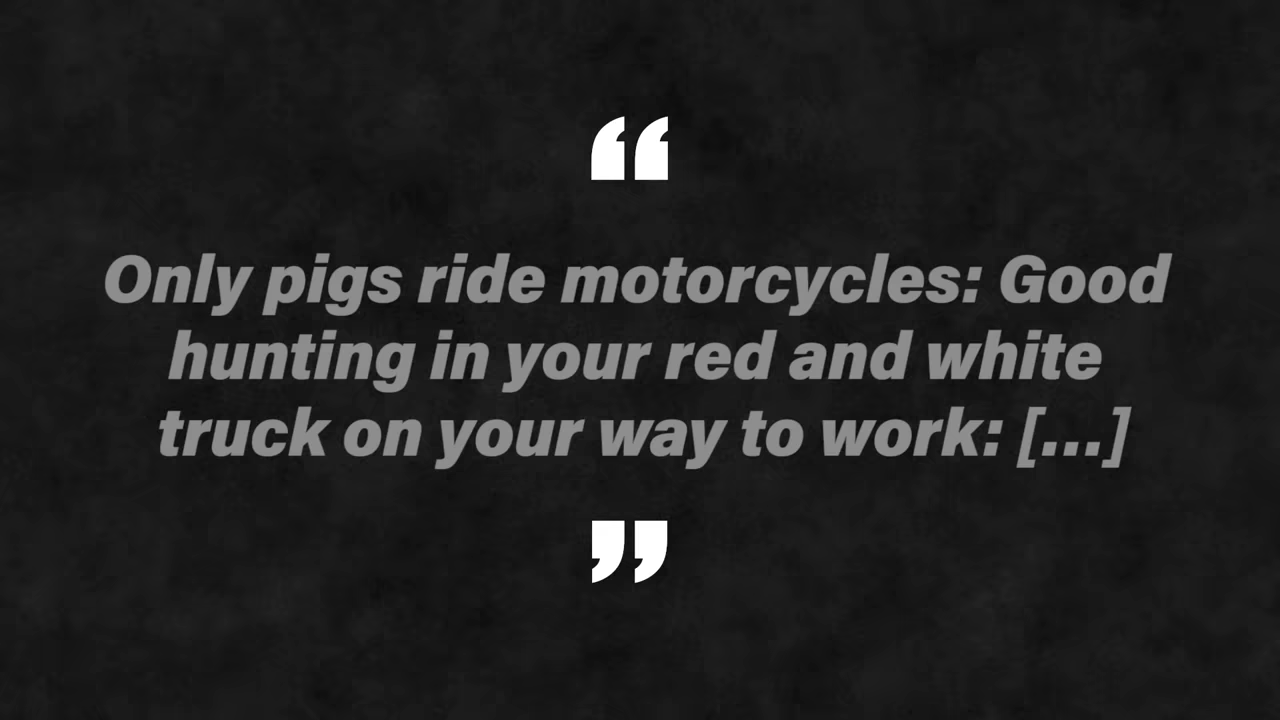 “
Only pigs ride motorcycles: Good
hunting in your red and white
truck on your way to work: [...]
”